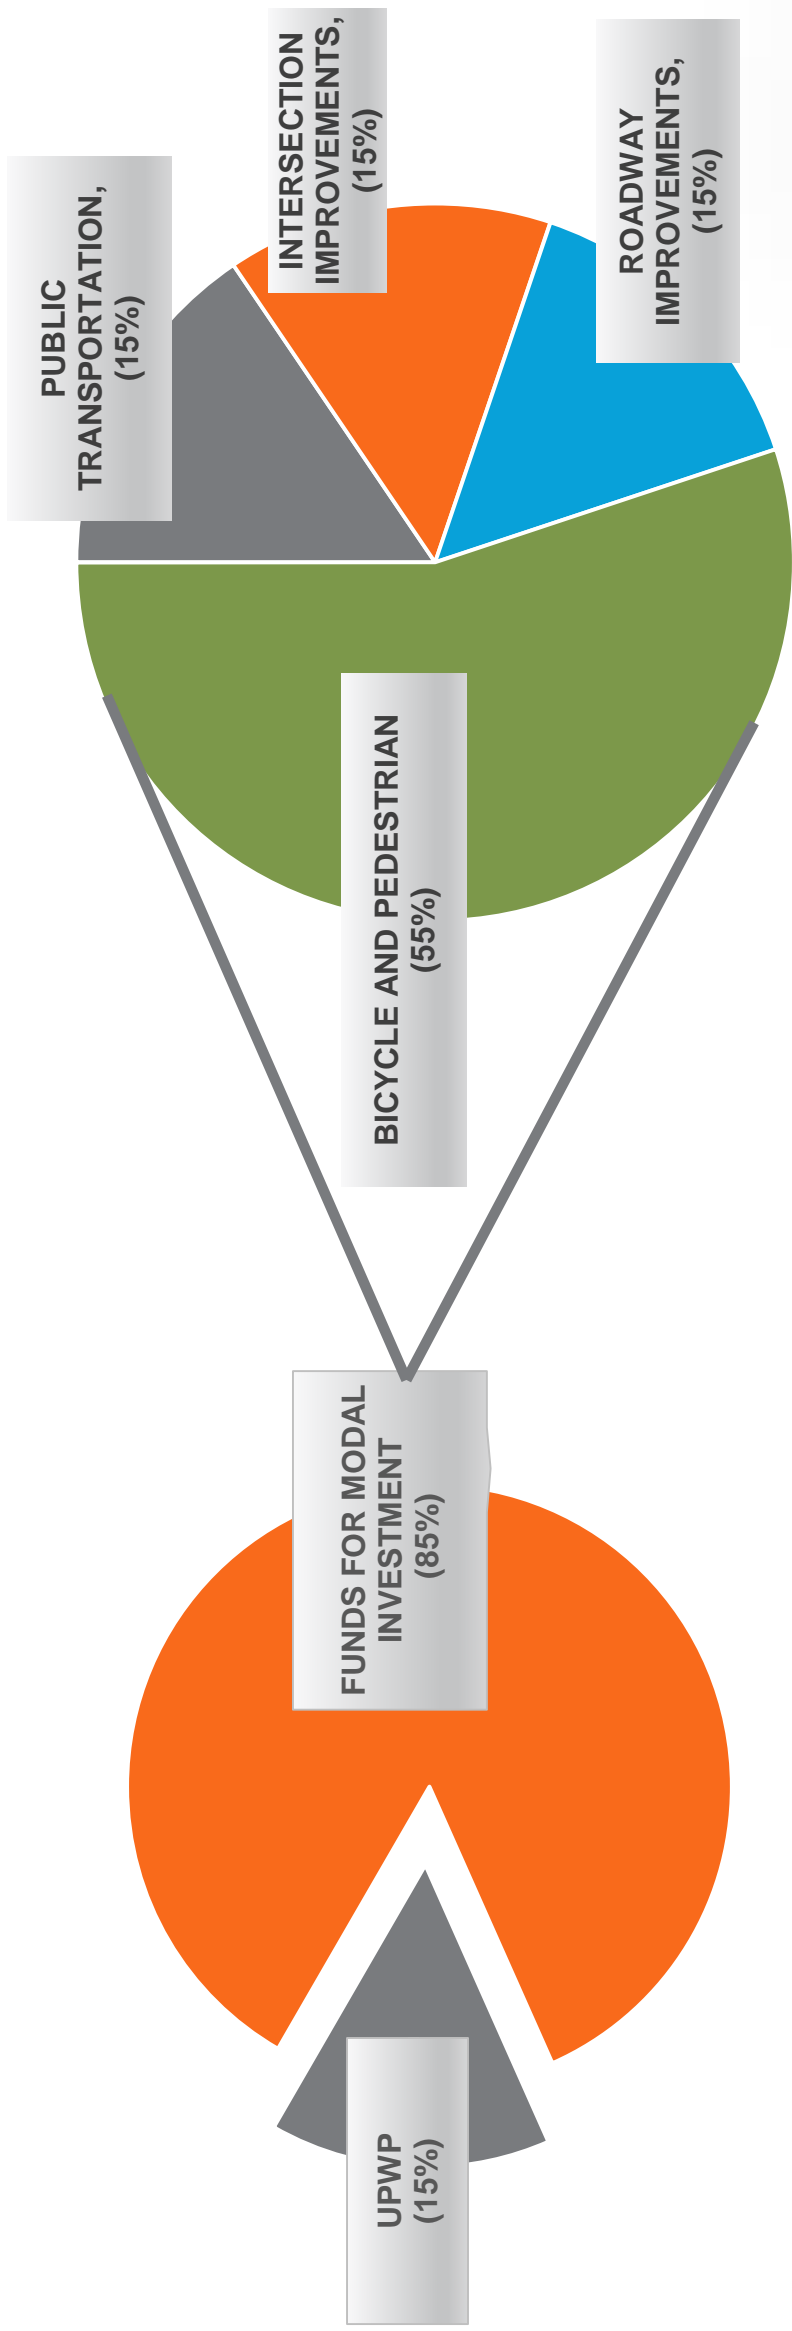 UPWP
(15%)
FUNDS FOR MODAL
INVESTMENT
(85%)
BICYCLE AND PEDESTRIAN
(55%)
PUBLIC
TRANSPORTATION,
(15%)
INTERSECTION
IMPROVEMENTS,
(15%)
ROADWAY
IMPROVEMENTS,
(15%)